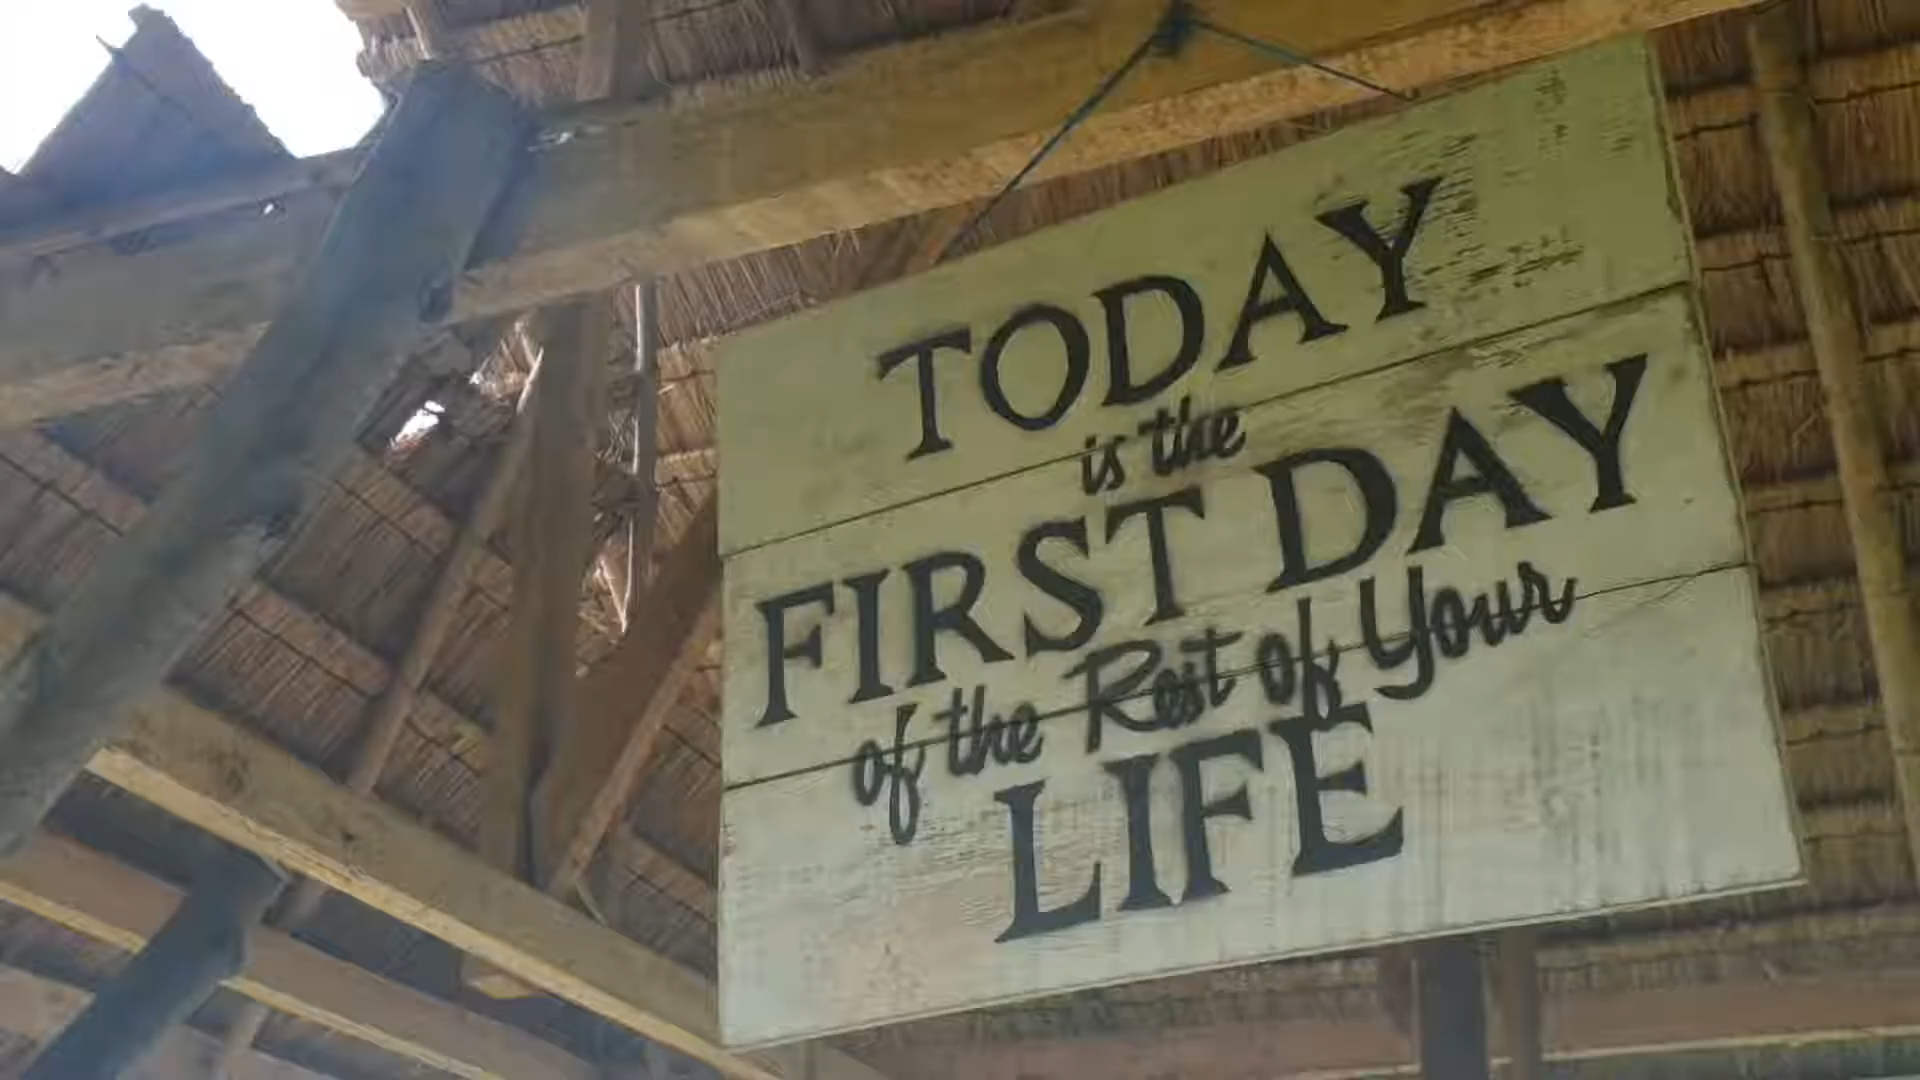 TODAY
is the
FIRST DAY
of the Rest of Your
LIFE